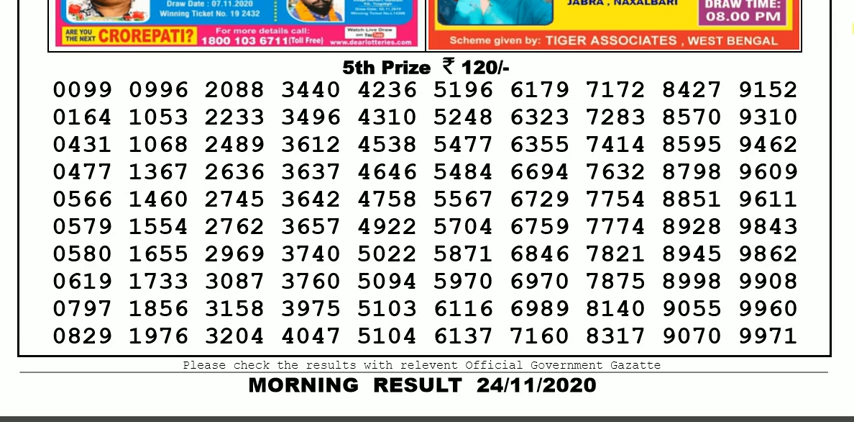 Draw Date : 07.11.2020
Winning Ticket No. 19 2432
JABRA , NAXALBARI
DRAW TIME:
08.00 PM
ARE YOU
THE NEXT CROREPATI?
For more details call:
1800 103 6711(Toll Free)
Watch Live Draw
www.dearlotteries.com
Scheme given by: TIGER ASSOCIATES , WEST BENGAL
5th Prize ₹ 120/-
0099 0996 2088 3440 4236 5196 6179 7172 8427 9152
0164 1053 2233 3496 4310 5248 6323 7283 8570 9310
0431 1068 2489 3612 4538 5477 6355 7414 8595 9462
0477 1367 2636 3637 4646 5484 6694 7632 8798 9609
0566 1460 2745 3642 4758 5567 6729 7754 8851 9611
0579 1554 2762 3657 4922 5704 6759 7774 8928 9843
0580 1655 2969 3740 5022 5871 6846 7821 8945 9862
0619 1733 3087 3760 5094 5970 6970 7875 8998 9908
0797 1856 3158 3975 5103 6116 6989 8140 9055 9960
0829 1976 3204 4047 5104 6137 7160 8317 9070 9971
Please check the results with relevent Official Government Gazatte
MORNING RESULT 24/11/2020